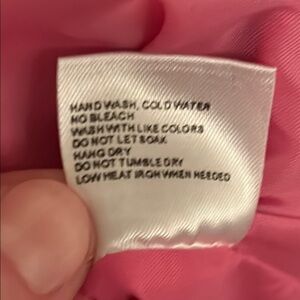 HAND WASH, COLD WATER
NO BLEACH
WASH WITH LIKE COLORS
DO NOT LET SOAK
HANG DRY
DO NOT TUMBLE DRY
LOW HEAT IRON WHEN NEEDED